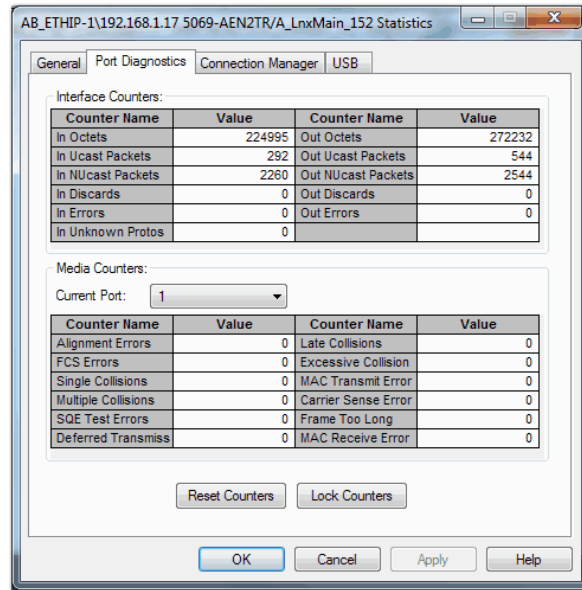 AB_ETHIP-1\192.168.1.17 5069-AEN2TR/A_LnxMain_152 Statistics
General Port Diagnostics Connection Manager USB
Interface Counters:
Counter Name Value Counter Name Value
In Octets 224995 Out Octets 272232
In Ucast Packets 292 Out Ucast Packets 544
In NUcast Packets 2260 Out NUcast Packets 2544
In Discards 0 Out Discards 0
In Errors 0 Out Errors 0
In Unknown Protos 0
Media Counters:
Current Port: 1
Counter Name Value Counter Name Value
Alignment Errors 0 Late Collisions 0
FCS Errors 0 Excessive Collision 0
Single Collisions 0 MAC Transmit Error 0
Multiple Collisions 0 Carrier Sense Error 0
SQE Test Errors 0 Frame Too Long 0
Deferred Transmiss 0 MAC Receive Error 0
Reset Counters Lock Counters
OK Cancel Apply Help